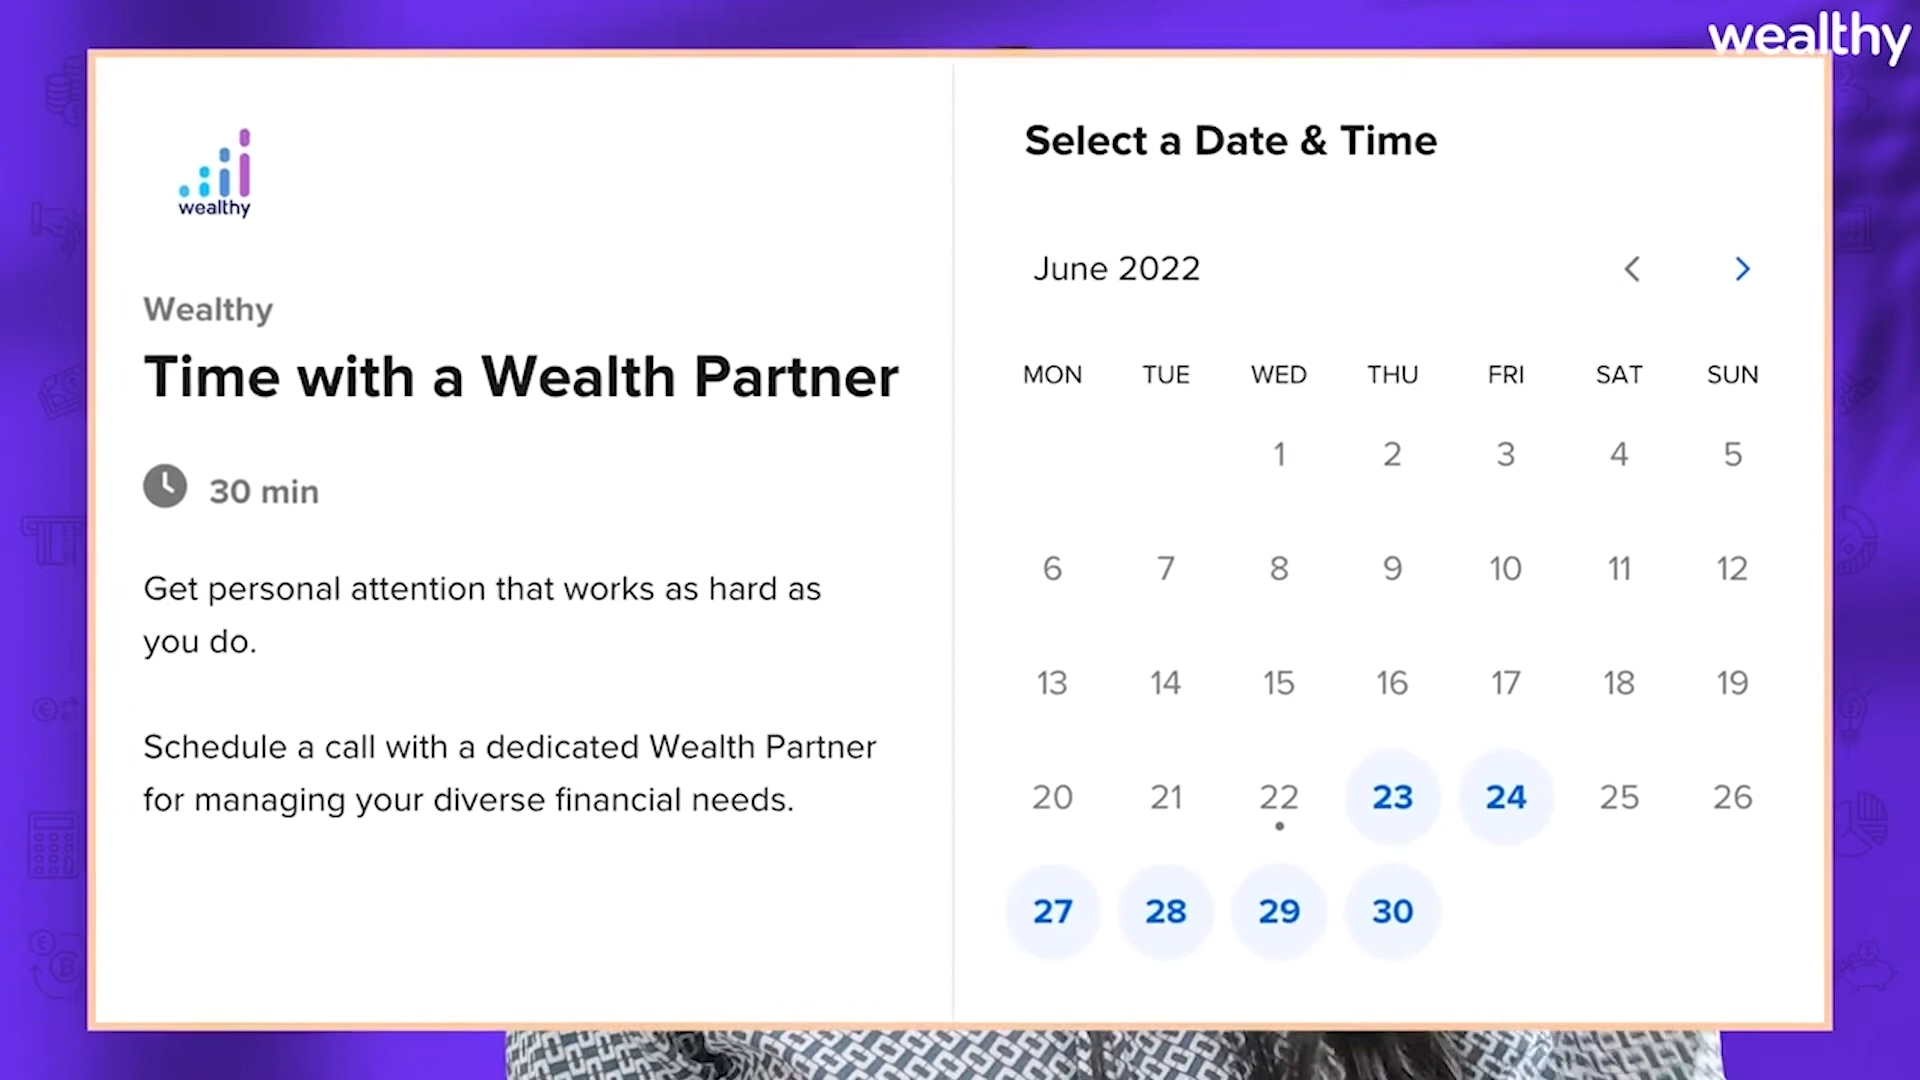 wealthy
wealthy
Wealthy
Time with a Wealth Partner
30 min
Get personal attention that works as hard as
you do.
Schedule a call with a dedicated Wealth Partner
for managing your diverse financial needs.
Select a Date & Time
June 2022
MON TUE WED THU FRI SAT SUN
1 2 3 4 5
6 7 8 9 10 11 12
13 14 15 16 17 18 19
20 21 22 23 24 25 26
27 28 29 30